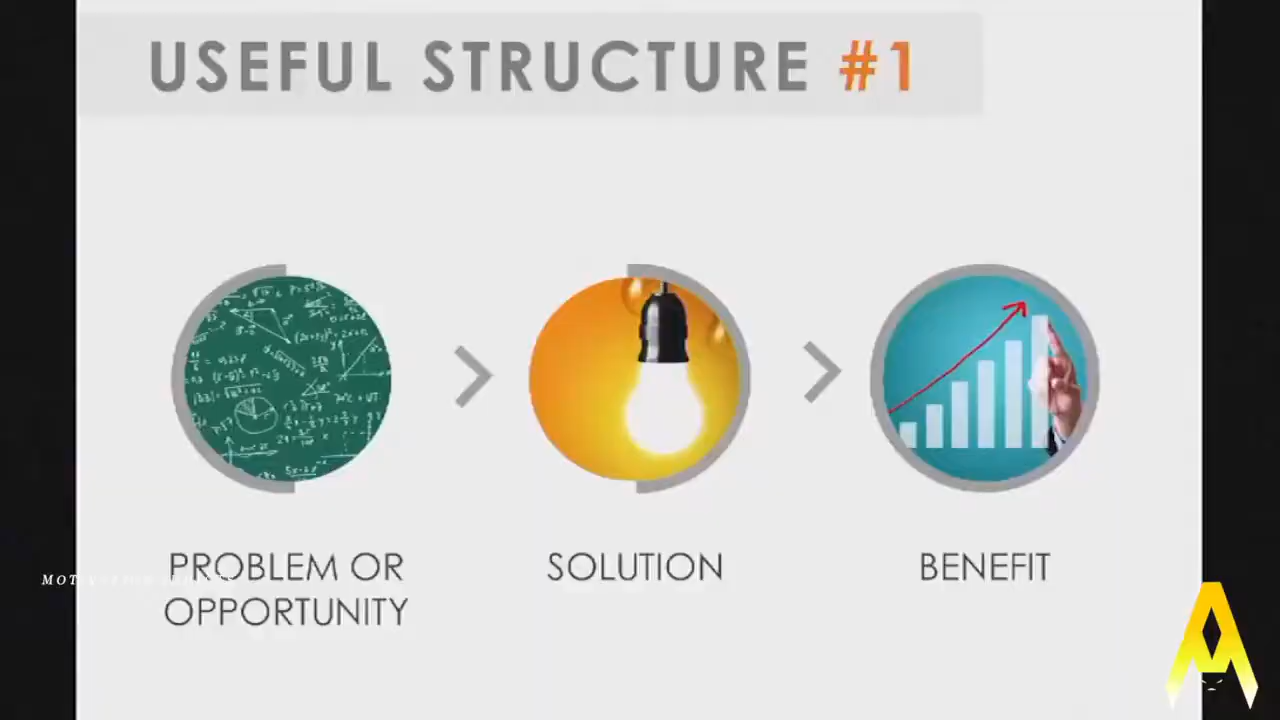 USEFUL STRUCTURE #1
PROBLEM OR
OPPORTUNITY
SOLUTION
BENEFIT